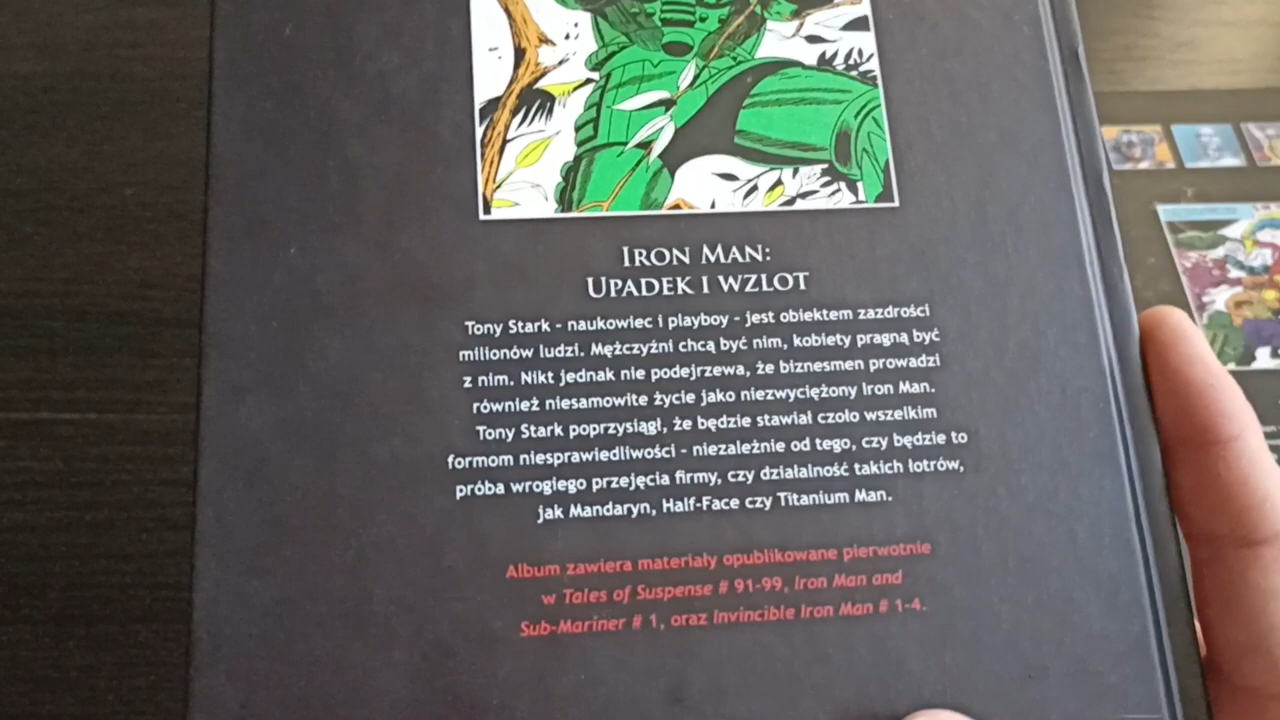 IRON MAN:
UPADEK I WZLOT
Tony Stark - naukowiec i playboy - jest obiektem zazdrości
milionów ludzi. Mężczyźni chcą być nim, kobiety pragną być
z nim. Nikt jednak nie podejrzewa, że biznesmen prowadzi
również niesamowite życie jako niezwyciężony Iron Man.
Tony Stark poprzysiągł, że będzie stawiał czoło wszelkim
formom niesprawiedliwości - niezależnie od tego, czy będzie to
próba wrogiego przejęcia firmy, czy działalność takich łotrów,
jak Mandaryn, Half-Face czy Titanium Man.
Album zawiera materiały opublikowane pierwotnie
w Tales of Suspense # 91-99, Iron Man and
Sub-Mariner # 1, oraz Invincible Iron Man # 1-4.